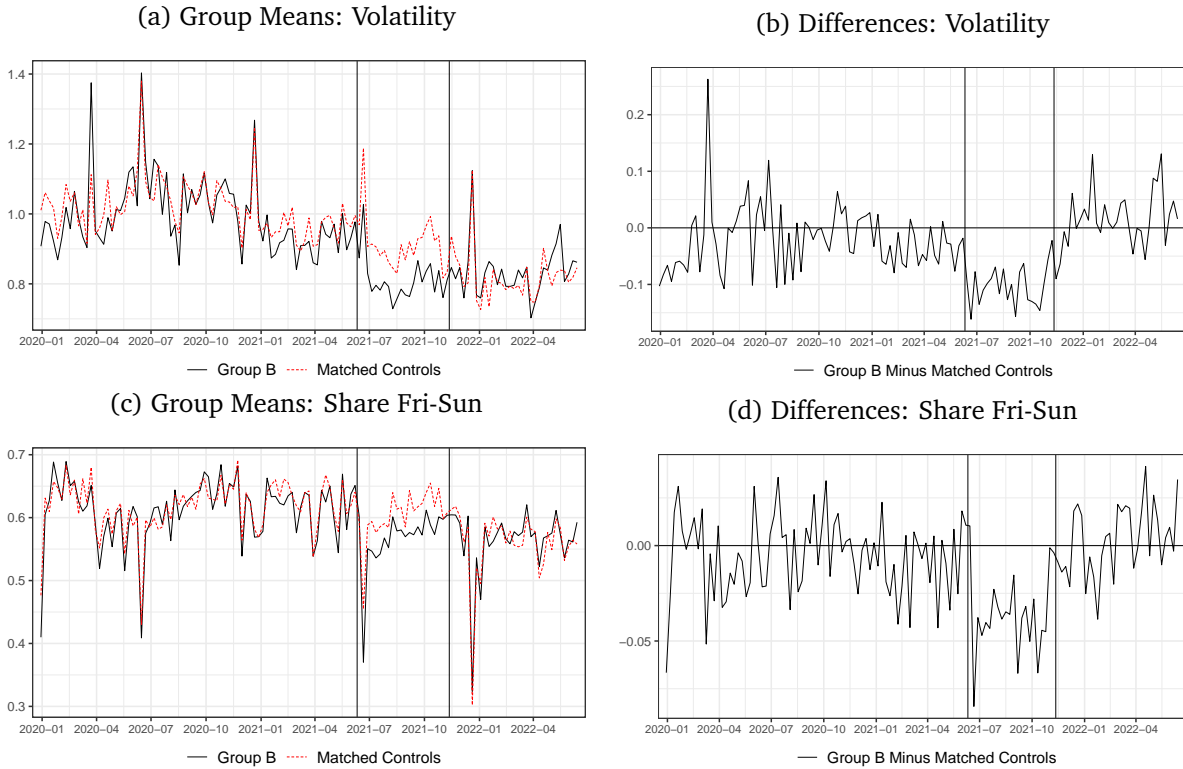 (a) Group Means: Volatility
1.4
1.2
1.0
0.8
2020−01 2020−04 2020−07 2020−10 2021−01 2021−04 2021−07 2021−10 2022−01 2022−04
Group B Matched Controls
(b) Differences: Volatility
0.2
0.1
0.0
−0.1
2020−01 2020−04 2020−07 2020−10 2021−01 2021−04 2021−07 2021−10 2022−01 2022−04
Group B Minus Matched Controls
(c) Group Means: Share Fri-Sun
0.7
0.6
0.5
0.4
0.3
2020−01 2020−04 2020−07 2020−10 2021−01 2021−04 2021−07 2021−10 2022−01 2022−04
Group B Matched Controls
(d) Differences: Share Fri-Sun
0.00
−0.05
2020−01 2020−04 2020−07 2020−10 2021−01 2021−04 2021−07 2021−10 2022−01 2022−04
Group B Minus Matched Controls